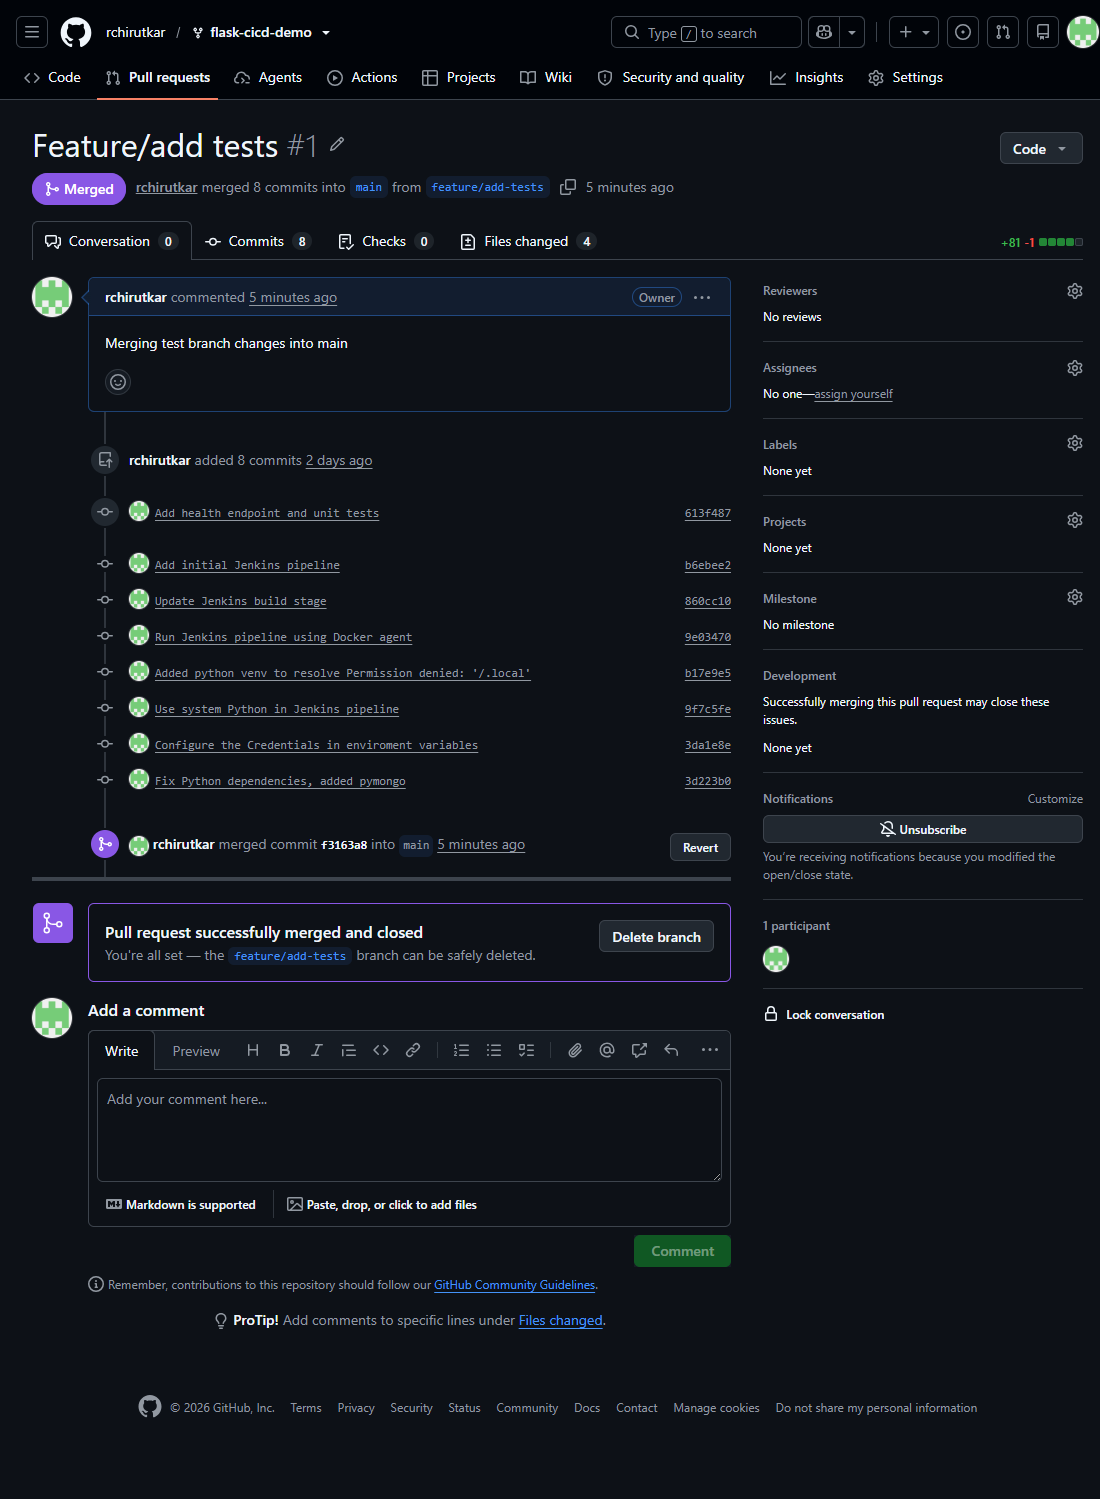 rchirutkar / flask-cicd-demo
Type / to search
Code Pull requests Agents Actions Projects Wiki Security and quality Insights Settings
Feature/add tests #1
Code
Merged rchirutkar merged 8 commits into main from feature/add-tests 5 minutes ago
Conversation 0 Commits 8 Checks 0 Files changed 4
+81 -1
rchirutkar commented 5 minutes ago Owner
Merging test branch changes into main
rchirutkar added 8 commits 2 days ago
Add health endpoint and unit tests 613f487
Add initial Jenkins pipeline b6ebee2
Update Jenkins build stage 860cc10
Run Jenkins pipeline using Docker agent 9e03470
Added python venv to resolve Permission denied: '/.local' b17e9e5
Use system Python in Jenkins pipeline 9f7c5fe
Configure the Credentials in enviroment variables 3da1e8e
Fix Python dependencies, added pymongo 3d223b0
rchirutkar merged commit f3163a8 into main 5 minutes ago
Revert
Pull request successfully merged and closed
You're all set — the feature/add-tests branch can be safely deleted.
Delete branch
Add a comment
Write Preview
Add your comment here...
Markdown is supported Paste, drop, or click to add files
Comment
Remember, contributions to this repository should follow our GitHub Community Guidelines.
ProTip! Add comments to specific lines under Files changed.
Reviewers
No reviews
Assignees
No one—assign yourself
Labels
None yet
Projects
None yet
Milestone
No milestone
Development
Successfully merging this pull request may close these
issues.
None yet
Notifications Customize
Unsubscribe
You're receiving notifications because you modified the
open/close state.
1 participant
Lock conversation
© 2026 GitHub, Inc. Terms Privacy Security Status Community Docs Contact Manage cookies Do not share my personal information